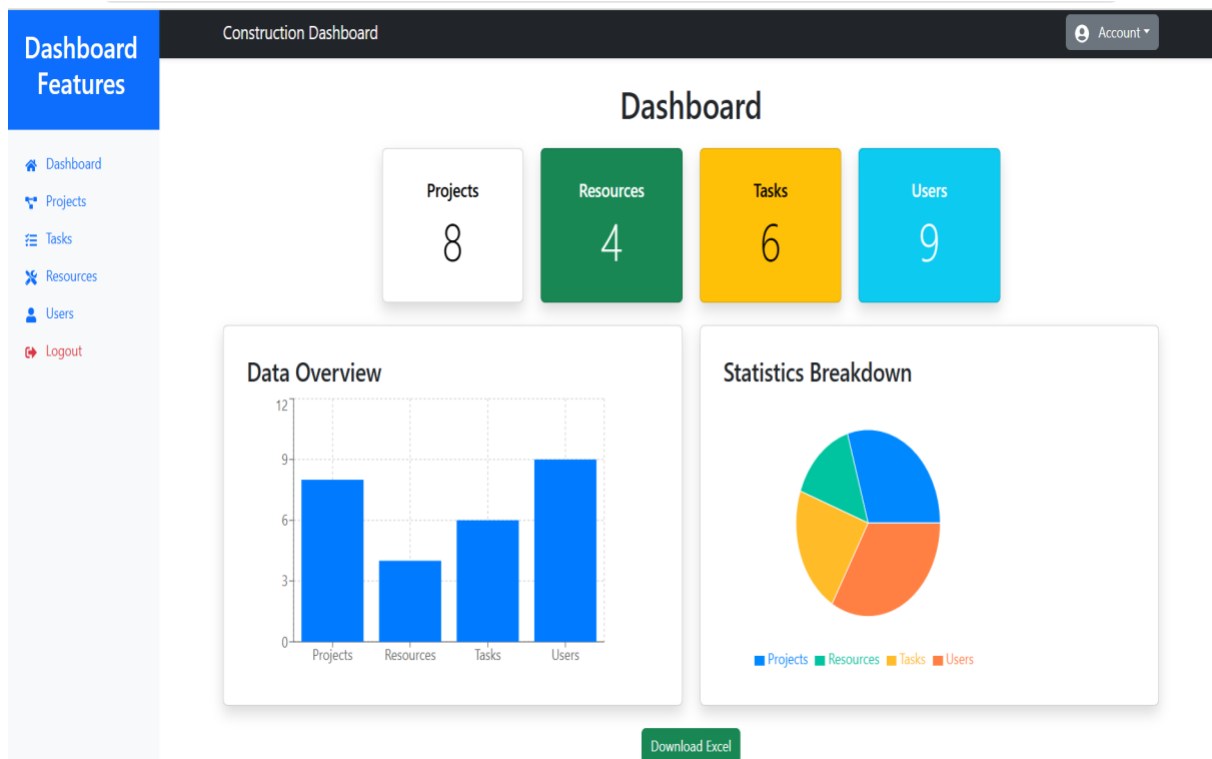 Dashboard
Features
Dashboard
Projects
Tasks
Resources
Users
Logout
Construction Dashboard
Account
Dashboard
Projects
8
Resources
4
Tasks
6
Users
9
Data Overview
12
9
6
3
0
Projects Resources Tasks Users
Statistics Breakdown
Projects Resources Tasks Users
Download Excel